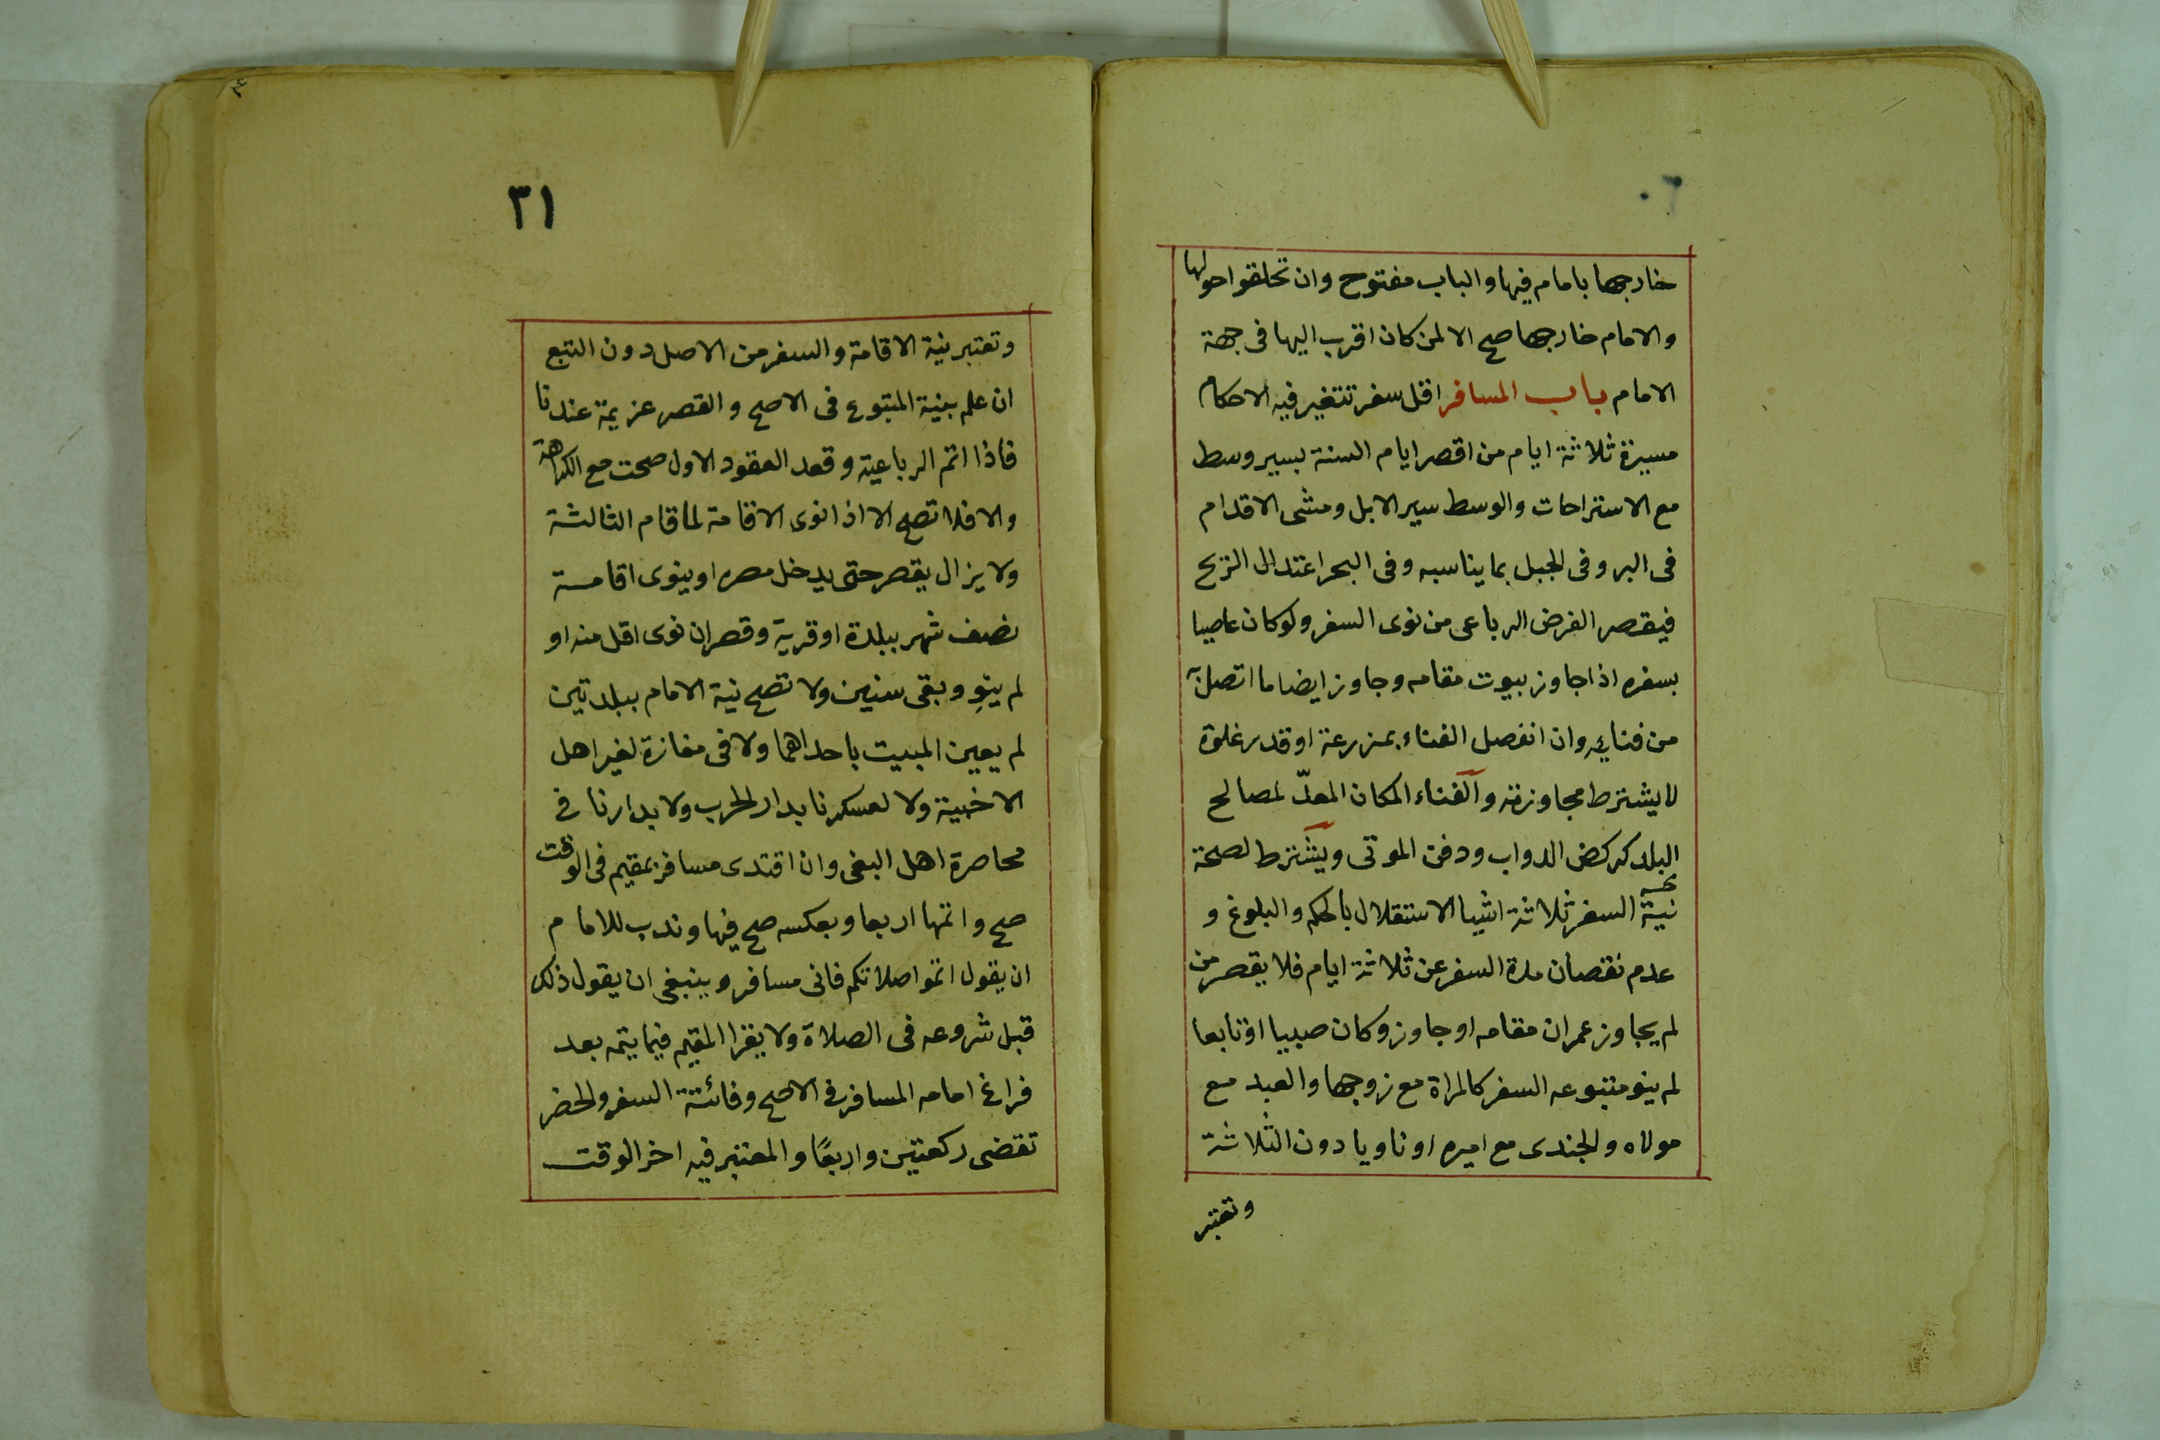 خارجها بامام فيها والباب مفتوح وان تحلقوا حولها
والامام خارجها صح الا لمن كان اقرب اليها فى جهة
الامام باب المسافر اقل سفر تتغير فيه الاحكام
مسيرة ثلاثة ايام من اقصر ايام السنة بسير وسط
مع الاستراحات والوسط سير الابل ومشى الاقدام
فى البر وفى الجبل بما يناسبه وفى البحر اعتدال الريح
فيقصر الفرض الرباعى من نوى السفر ولو كان عاصيا
بسفره اذا جاوز بيوت مقامه وجاوز ايضا ما اتصل به
من فنايه وان انفصل الفناء بمزرعة او قدر غلوة
لا يشترط مجاوزته والفناء المكان المعدّ لمصالح
البلد كركض الدواب ودفن الموتى ويشترط لصحة
نية السفر ثلاثة اشيا الاستقلال بالحكم والبلوغ و
عدم نقصان مدة السفر عن ثلاثة ايام فلا يقصر من
لم يجاوز عمران مقامه او جاوز وكان صبيا او تابعا
لم ينو متبوعه السفر كالمراة مع زوجها والعبد مع
مولاه والجندى مع اميره او ناويا دون الثلاثة
وتعتبر
٣١
وتعتبر نية الاقامة والسفر من الاصل دون التبع
ان علم بنية المتبوع فى الاصح والقصر عزيمة عندنا
فاذا اتم الرباعية وقعد القعود الاول صحت مع الكراهة
والا فلا تصح الا اذا نوى الاقامة لما قام الثالثة
ولا يزال يقصر حتى يدخل مصره او ينوى اقامة
نصف شهر ببلدة او قرية وقصر ان نوى اقل منه او
لم ينوِ وبقى سنين ولا تصح نية الامام ببلدتين
لم يعين المبيت باحداهما ولا فى مفازة لغير اهل
الاخبية ولا لعسكرنا بدار الحرب ولا بدارنا فى
محاصرة اهل البغى وان اقتدى مسافر بمقيم فى الوقت
صح واتمها اربعا وبعكسه صح فيها وندب للامام
ان يقول اتموا صلاتكم فانى مسافر وينبغى ان يقول ذلك
قبل شروعه فى الصلاة ولا يقرا المقيم فيما يتمه بعد
فراغ امامه المسافر فى الاصح وفائتة السفر والحضر
تقضى ركعتين واربعًا والمعتبر فيه اخر الوقت